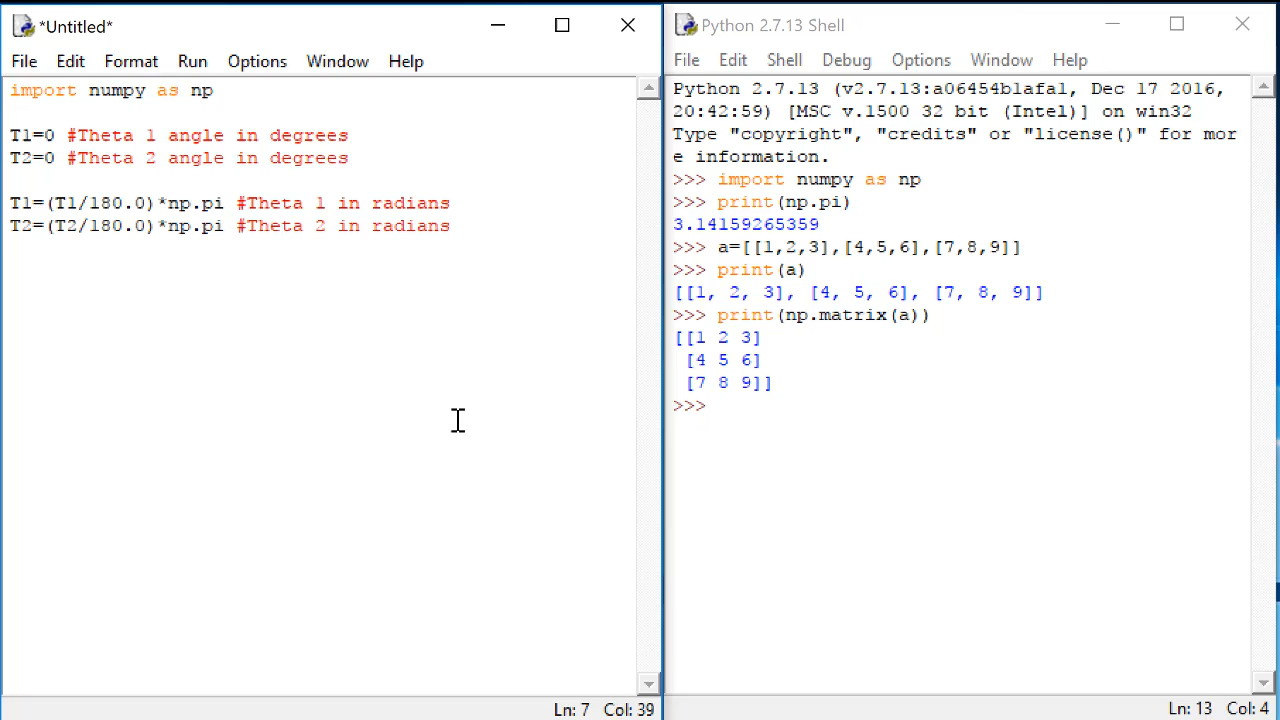 *Untitled*
File Edit Format Run Options Window Help
import numpy as np
T1=0 #Theta 1 angle in degrees
T2=0 #Theta 2 angle in degrees
T1=(T1/180.0)*np.pi #Theta 1 in radians
T2=(T2/180.0)*np.pi #Theta 2 in radians
Ln: 7 Col: 39
Python 2.7.13 Shell
File Edit Shell Debug Options Window Help
Python 2.7.13 (v2.7.13:a06454b1afa1, Dec 17 2016,
20:42:59) [MSC v.1500 32 bit (Intel)] on win32
Type "copyright", "credits" or "license()" for mor
e information.
>>> import numpy as np
>>> print(np.pi)
3.14159265359
>>> a=[[1,2,3],[4,5,6],[7,8,9]]
>>> print(a)
[[1, 2, 3], [4, 5, 6], [7, 8, 9]]
>>> print(np.matrix(a))
[[1 2 3]
 [4 5 6]
 [7 8 9]]
>>>
Ln: 13 Col: 4